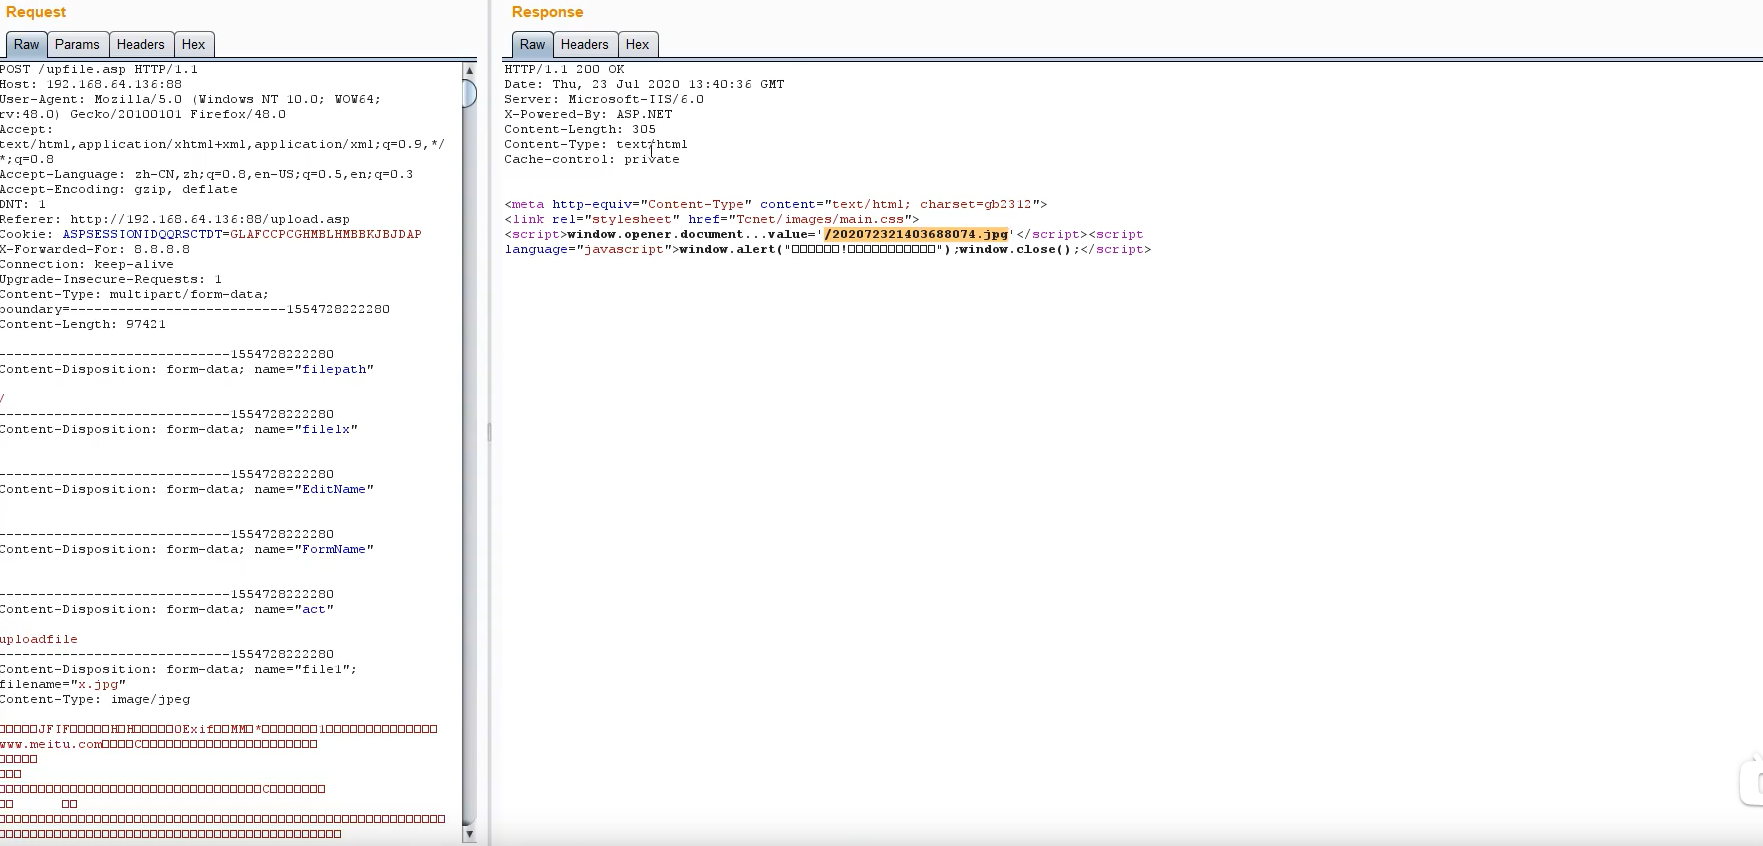 Request
Raw Params Headers Hex
POST /upfile.asp HTTP/1.1
Host: 192.168.64.136:88
User-Agent: Mozilla/5.0 (Windows NT 10.0; WOW64;
rv:48.0) Gecko/20100101 Firefox/48.0
Accept:
text/html,application/xhtml+xml,application/xml;q=0.9,*/
*;q=0.8
Accept-Language: zh-CN,zh;q=0.8,en-US;q=0.5,en;q=0.3
Accept-Encoding: gzip, deflate
DNT: 1
Referer: http://192.168.64.136:88/upload.asp
Cookie: ASPSESSIONIDQQRSCTDT=GLAFCCPCGHMBLHMBBKJBJDAP
X-Forwarded-For: 8.8.8.8
Connection: keep-alive
Upgrade-Insecure-Requests: 1
Content-Type: multipart/form-data;
boundary=---------------------------1554728222280
Content-Length: 97421
-----------------------------1554728222280
Content-Disposition: form-data; name="filepath"
/
-----------------------------1554728222280
Content-Disposition: form-data; name="filelx"
-----------------------------1554728222280
Content-Disposition: form-data; name="EditName"
-----------------------------1554728222280
Content-Disposition: form-data; name="FormName"
-----------------------------1554728222280
Content-Disposition: form-data; name="act"
uploadfile
-----------------------------1554728222280
Content-Disposition: form-data; name="file1";
filename="x.jpg"
Content-Type: image/jpeg
JFIF H H 0Exif MM * 1
www.meitu.com C
C
Response
Raw Headers Hex
HTTP/1.1 200 OK
Date: Thu, 23 Jul 2020 13:40:36 GMT
Server: Microsoft-IIS/6.0
X-Powered-By: ASP.NET
Content-Length: 305
Content-Type: text/html
Cache-control: private
<meta http-equiv="Content-Type" content="text/html; charset=gb2312">
<link rel="stylesheet" href="Tcnet/images/main.css">
<script>window.opener.document...value='/202072321403688074.jpg'</script><script
language="javascript">window.alert("□□□□□□!□□□□□□□□□□□");window.close();</script>